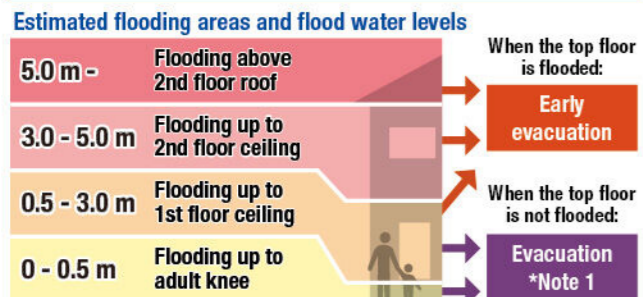 Estimated flooding areas and flood water levels
5.0 m -
Flooding above
2nd floor roof
3.0 - 5.0 m
Flooding up to
2nd floor ceiling
0.5 - 3.0 m
Flooding up to
1st floor ceiling
0 - 0.5 m
Flooding up to
adult knee
When the top floor
is flooded:
Early
evacuation
When the top floor
is not flooded:
Evacuation
*Note 1